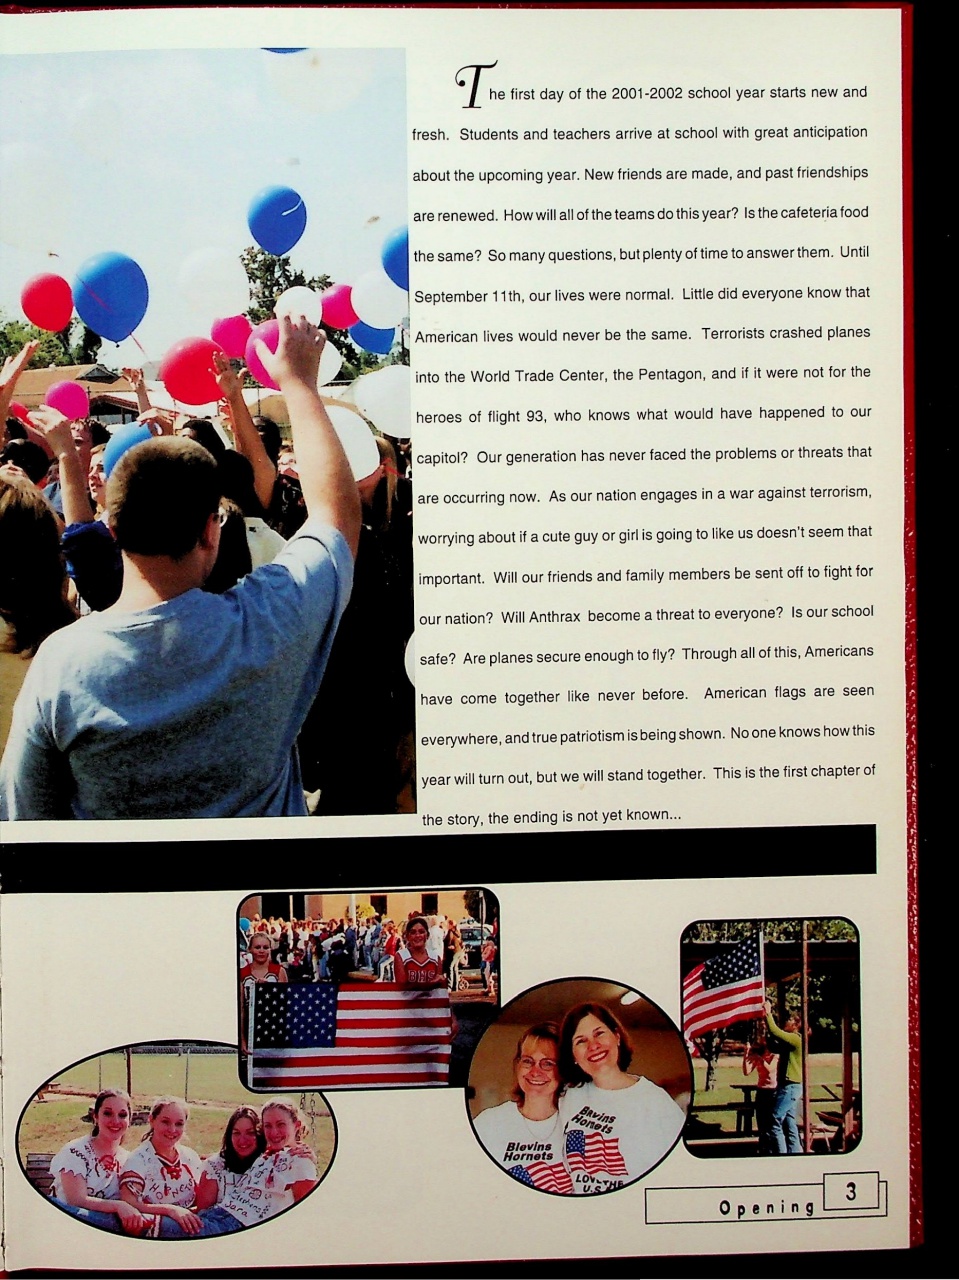 The first day of the 2001-2002 school year starts new and
fresh. Students and teachers arrive at school with great anticipation
about the upcoming year. New friends are made, and past friendships
are renewed. How will all of the teams do this year? Is the cafeteria food
the same? So many questions, but plenty of time to answer them. Until
September 11th, our lives were normal. Little did everyone know that
American lives would never be the same. Terrorists crashed planes
into the World Trade Center, the Pentagon, and if it were not for the
heroes of flight 93, who knows what would have happened to our
capitol? Our generation has never faced the problems or threats that
are occurring now. As our nation engages in a war against terrorism,
worrying about if a cute guy or girl is going to like us doesn't seem that
important. Will our friends and family members be sent off to fight for
our nation? Will Anthrax become a threat to everyone? Is our school
safe? Are planes secure enough to fly? Through all of this, Americans
have come together like never before. American flags are seen
everywhere, and true patriotism is being shown. No one knows how this
year will turn out, but we will stand together. This is the first chapter of
the story, the ending is not yet known...
BHS
Blevins
Hornets
Blevins
Hornets
LOVE THE
U.S.
HORNETS
Sara
Opening
3